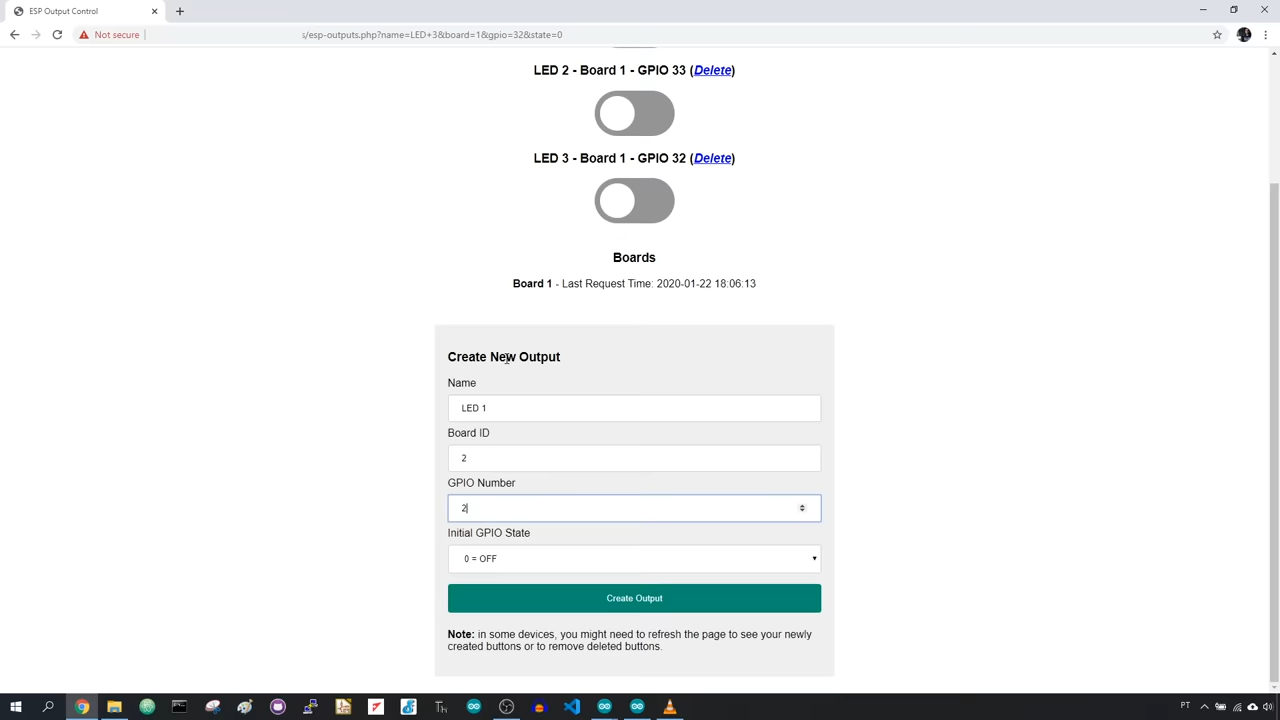 ESP Output Control
Not secure
s/esp-outputs.php?name=LED+3&board=1&gpio=32&state=0
LED 2 - Board 1 - GPIO 33 (Delete)
LED 3 - Board 1 - GPIO 32 (Delete)
Boards
Board 1 - Last Request Time: 2020-01-22 18:06:13
Create New Output
Name
LED 1
Board ID
2
GPIO Number
2
Initial GPIO State
0 = OFF
Create Output
Note: in some devices, you might need to refresh the page to see your newly
created buttons or to remove deleted buttons.
PT